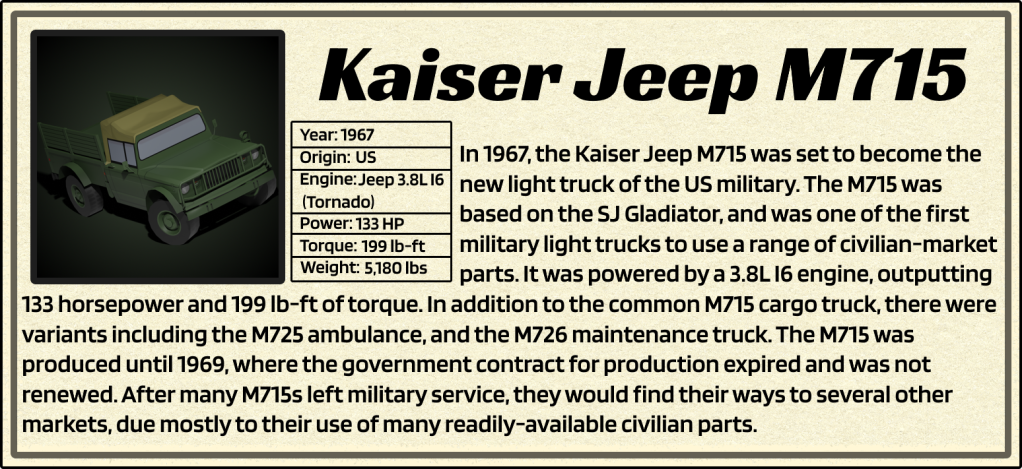 Kaiser Jeep M715
Year: 1967
Origin: US
Engine: Jeep 3.8L I6
(Tornado)
Power: 133 HP
Torque: 199 lb-ft
Weight: 5,180 lbs
In 1967, the Kaiser Jeep M715 was set to become the
new light truck of the US military. The M715 was
based on the SJ Gladiator, and was one of the first
military light trucks to use a range of civilian-market
parts. It was powered by a 3.8L I6 engine, outputting
133 horsepower and 199 lb-ft of torque. In addition to the common M715 cargo truck, there were
variants including the M725 ambulance, and the M726 maintenance truck. The M715 was
produced until 1969, where the government contract for production expired and was not
renewed. After many M715s left military service, they would find their ways to several other
markets, due mostly to their use of many readily-available civilian parts.